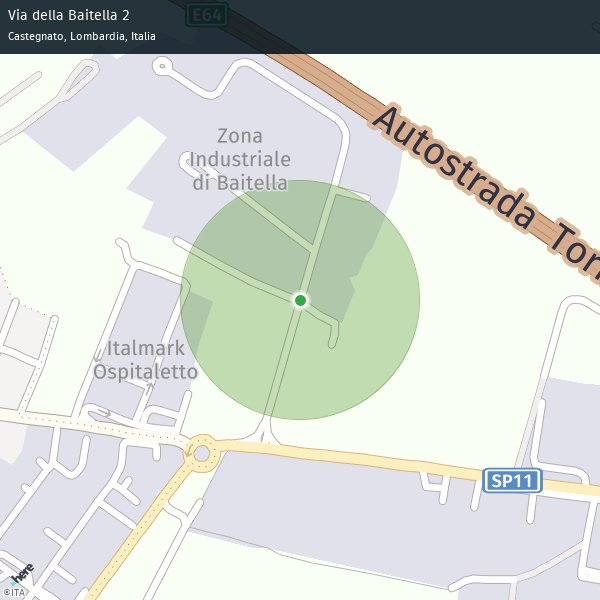 Via della Baitella 2
Castegnato, Lombardia, Italia
E64
Autostrada Tori
Zona
Industriale
di Baitella
Italmark
Ospitaletto
SP11
here
©ITA